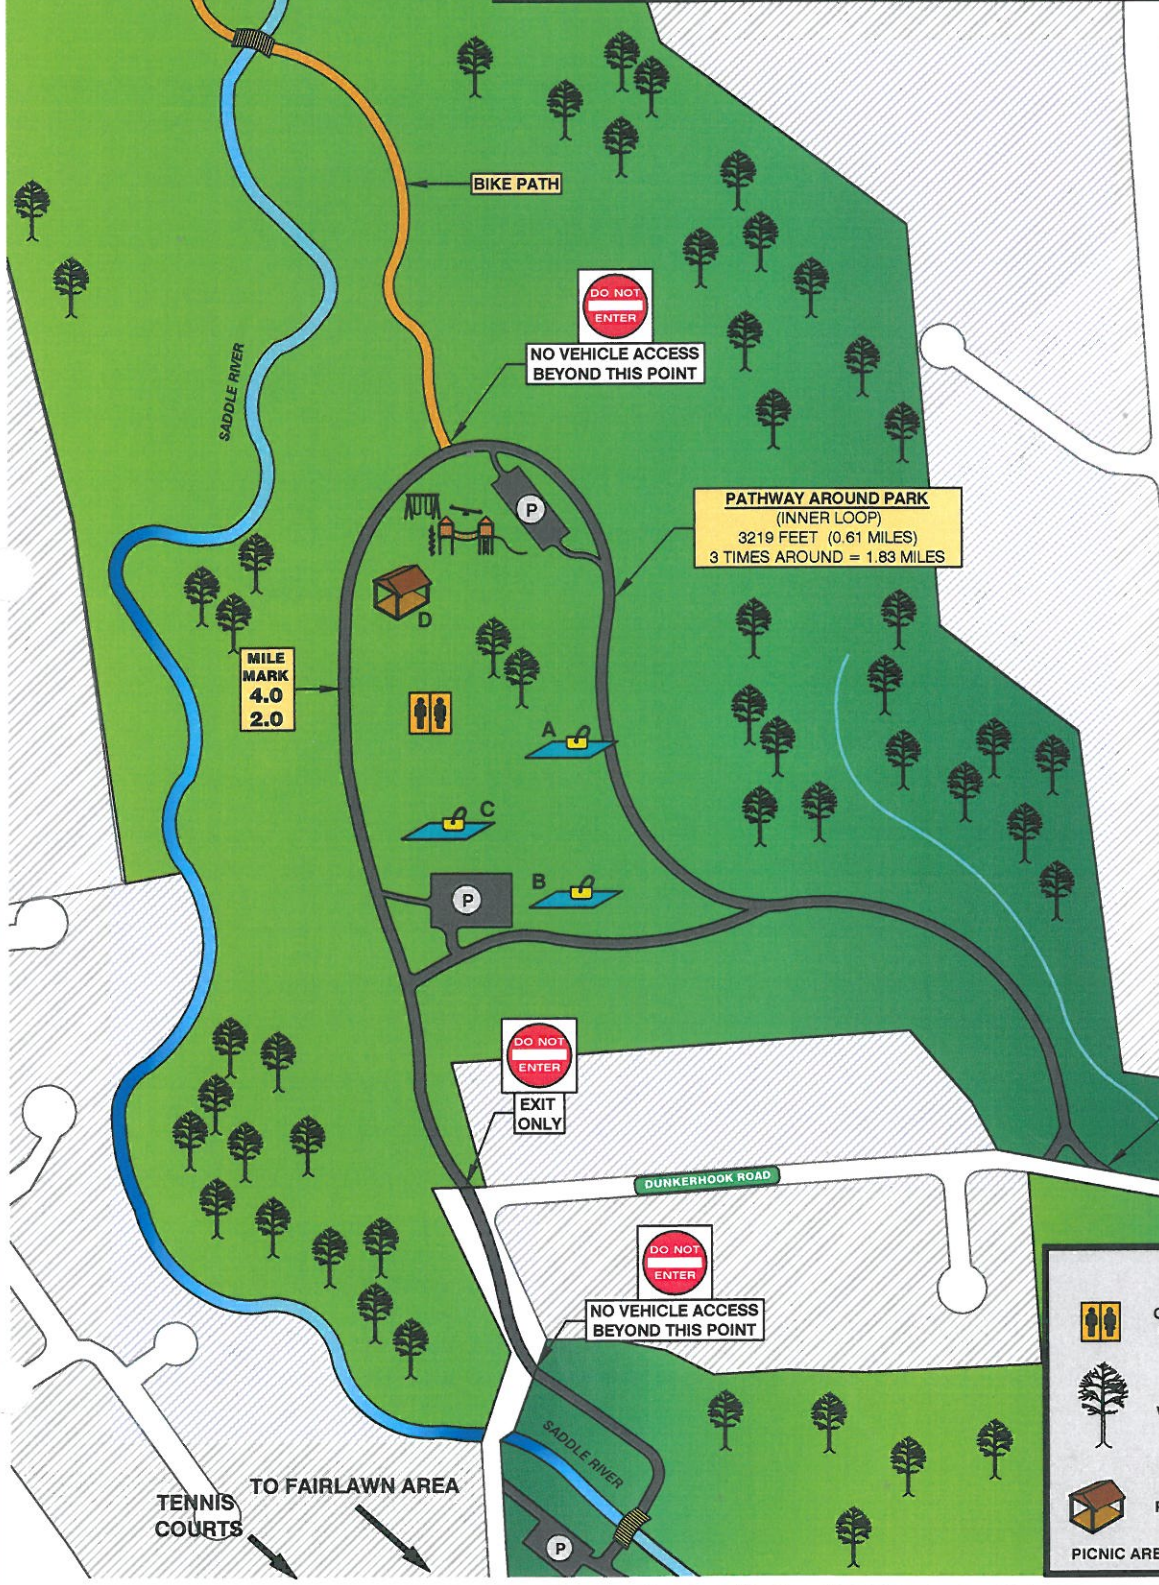 BIKE PATH
DO NOT
ENTER
NO VEHICLE ACCESS
BEYOND THIS POINT
SADDLE RIVER
P
PATHWAY AROUND PARK
(INNER LOOP)
3219 FEET (0.61 MILES)
3 TIMES AROUND = 1.83 MILES
D
MILE
MARK
4.0
2.0
A
C
B
P
DO NOT
ENTER
EXIT
ONLY
DUNKERHOOK ROAD
DO NOT
ENTER
NO VEHICLE ACCESS
BEYOND THIS POINT
SADDLE RIVER
TO FAIRLAWN AREA
TENNIS
COURTS
P
PICNIC ARE